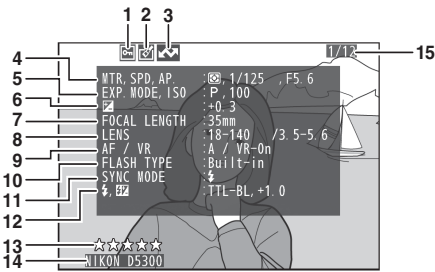 1 2 3
1/12 15
4 MTR, SPD, AP. : 1/125 , F5.6
5 EXP. MODE, ISO : P, 100
6 : +0.3
7 FOCAL LENGTH : 35mm
8 LENS : 18-140 /3.5-5.6
9 AF / VR : A / VR-On
10 FLASH TYPE : Built-in
11 SYNC MODE :
12 , : TTL-BL, +1.0
13
14 NIKON D5300